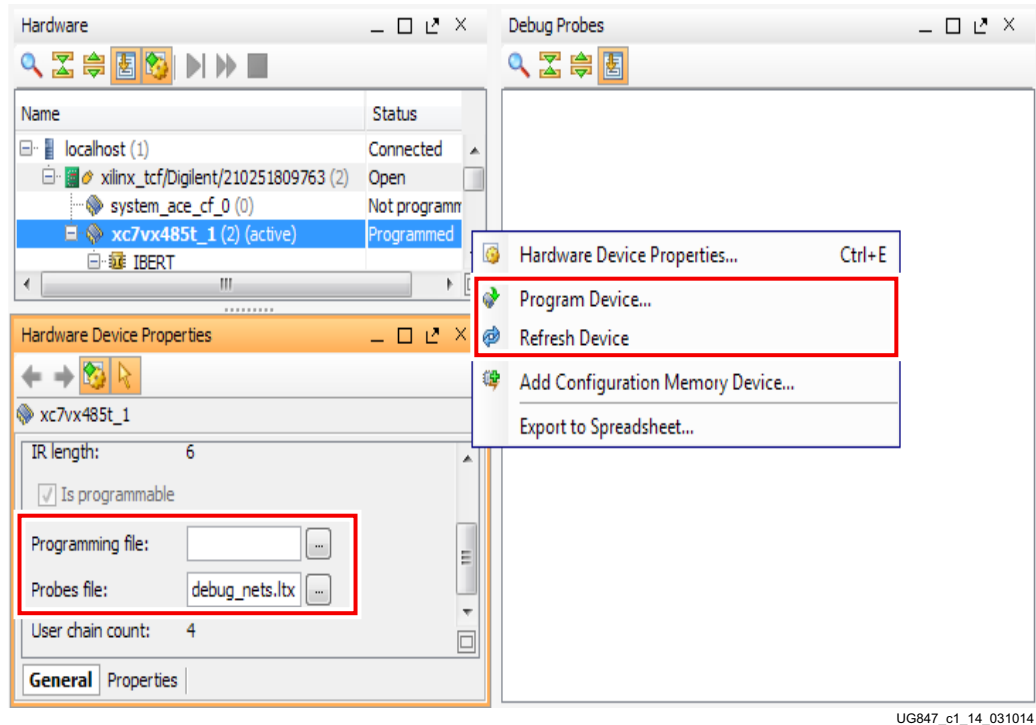 Hardware
Name Status
localhost (1) Connected
xilinx_tcf/Digilent/210251809763 (2) Open
system_ace_cf_0 (0) Not programm
xc7vx485t_1 (2) (active) Programmed
IBERT
Hardware Device Properties
xc7vx485t_1
IR length: 6
Is programmable
Programming file: ...
Probes file: debug_nets.ltx ...
User chain count: 4
General Properties
Debug Probes
Hardware Device Properties... Ctrl+E
Program Device...
Refresh Device
Add Configuration Memory Device...
Export to Spreadsheet...
UG847_c1_14_031014